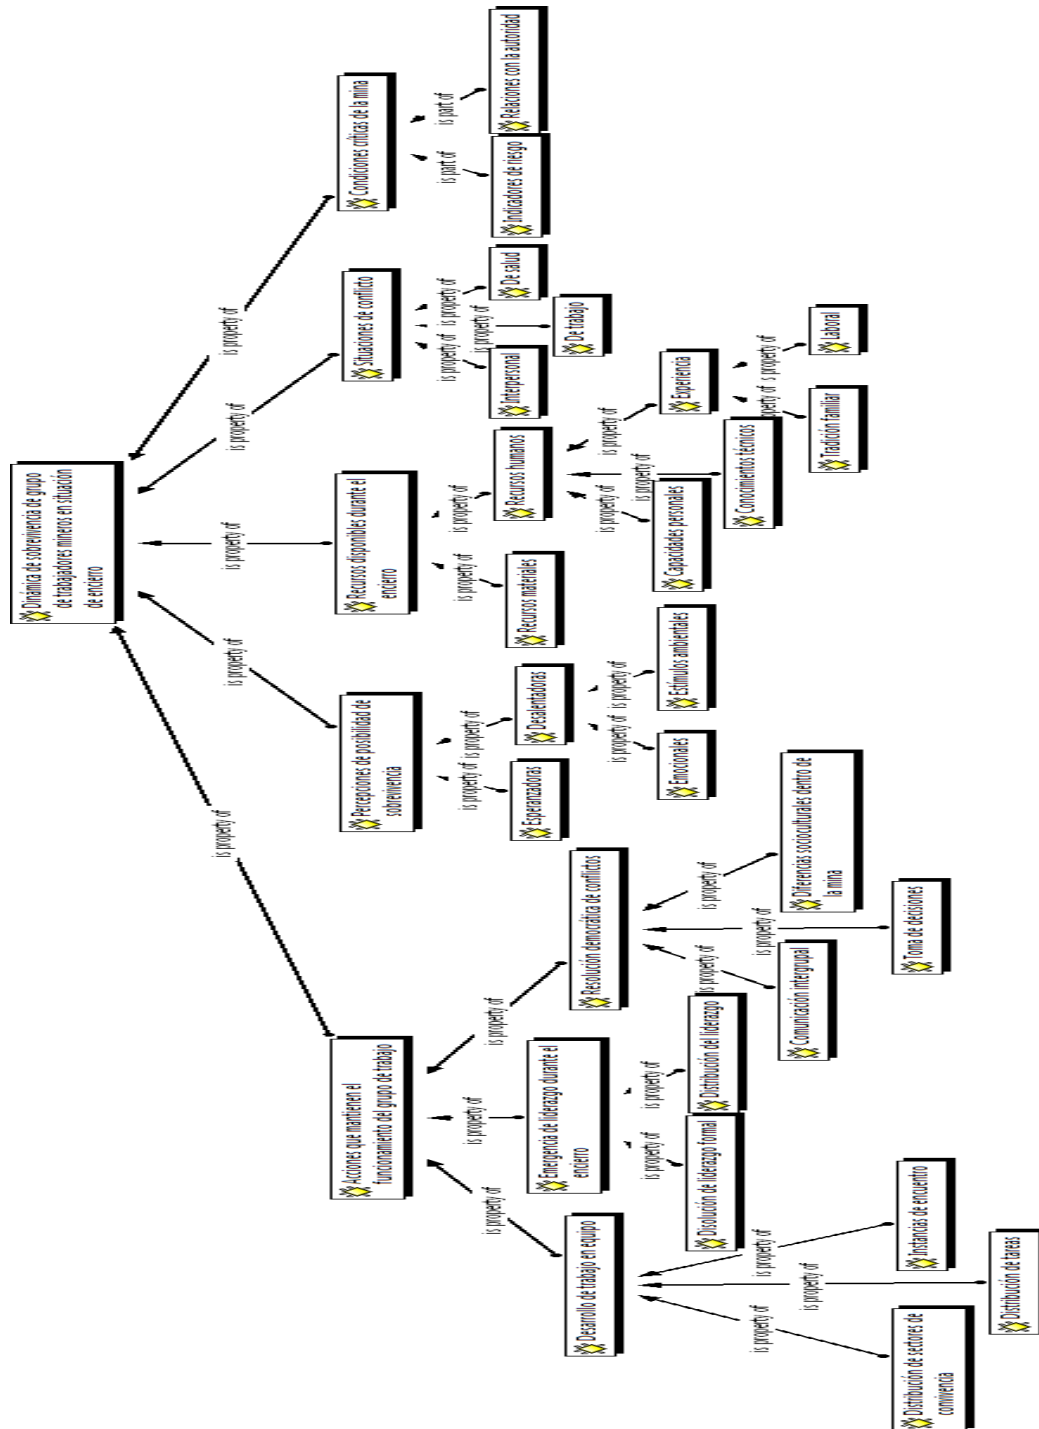 Dinámica de sobrevivencia de grupo
de trabajadores mineros en situación
de encierro
is property of
is property of
is property of
is property of
is property of
Acciones que mantienen el
funcionamiento del grupo de trabajo
Percepciones de posibilidad de
sobrevivencia
Recursos disponibles durante el
encierro
Situaciones de conflicto
Condiciones críticas de la mina
is property of
is property of
is property of
is property of
is property of
is property of
is property of
is property of
is property of
is property of
is part of
is part of
Desarrollo de trabajo en equipo
Emergencia de liderazgo durante el
encierro
Resolución democrática de conflictos
Esperanzadoras
Desalentadoras
Recursos materiales
Recursos humanos
Interpersonal
De trabajo
De salud
Indicadores de riesgo
Relaciones con la autoridad
is property of
is property of
is property of
is property of
is property of
is property of
is property of
is property of
is property of
is property of
is property of
is property of
is property of
Disolución de liderazgo formal
Distribución del liderazgo
Emocionales
Estímulos ambientales
Capacidades personales
Conocimientos técnicos
Experiencia
operty of
s property of
Distribución de sectores de
convivencia
Distribución de tareas
Instancias de encuentro
Comunicación intergrupal
Toma de decisiones
Diferencias socioculturales dentro de
la mina
Tradición familiar
Laboral